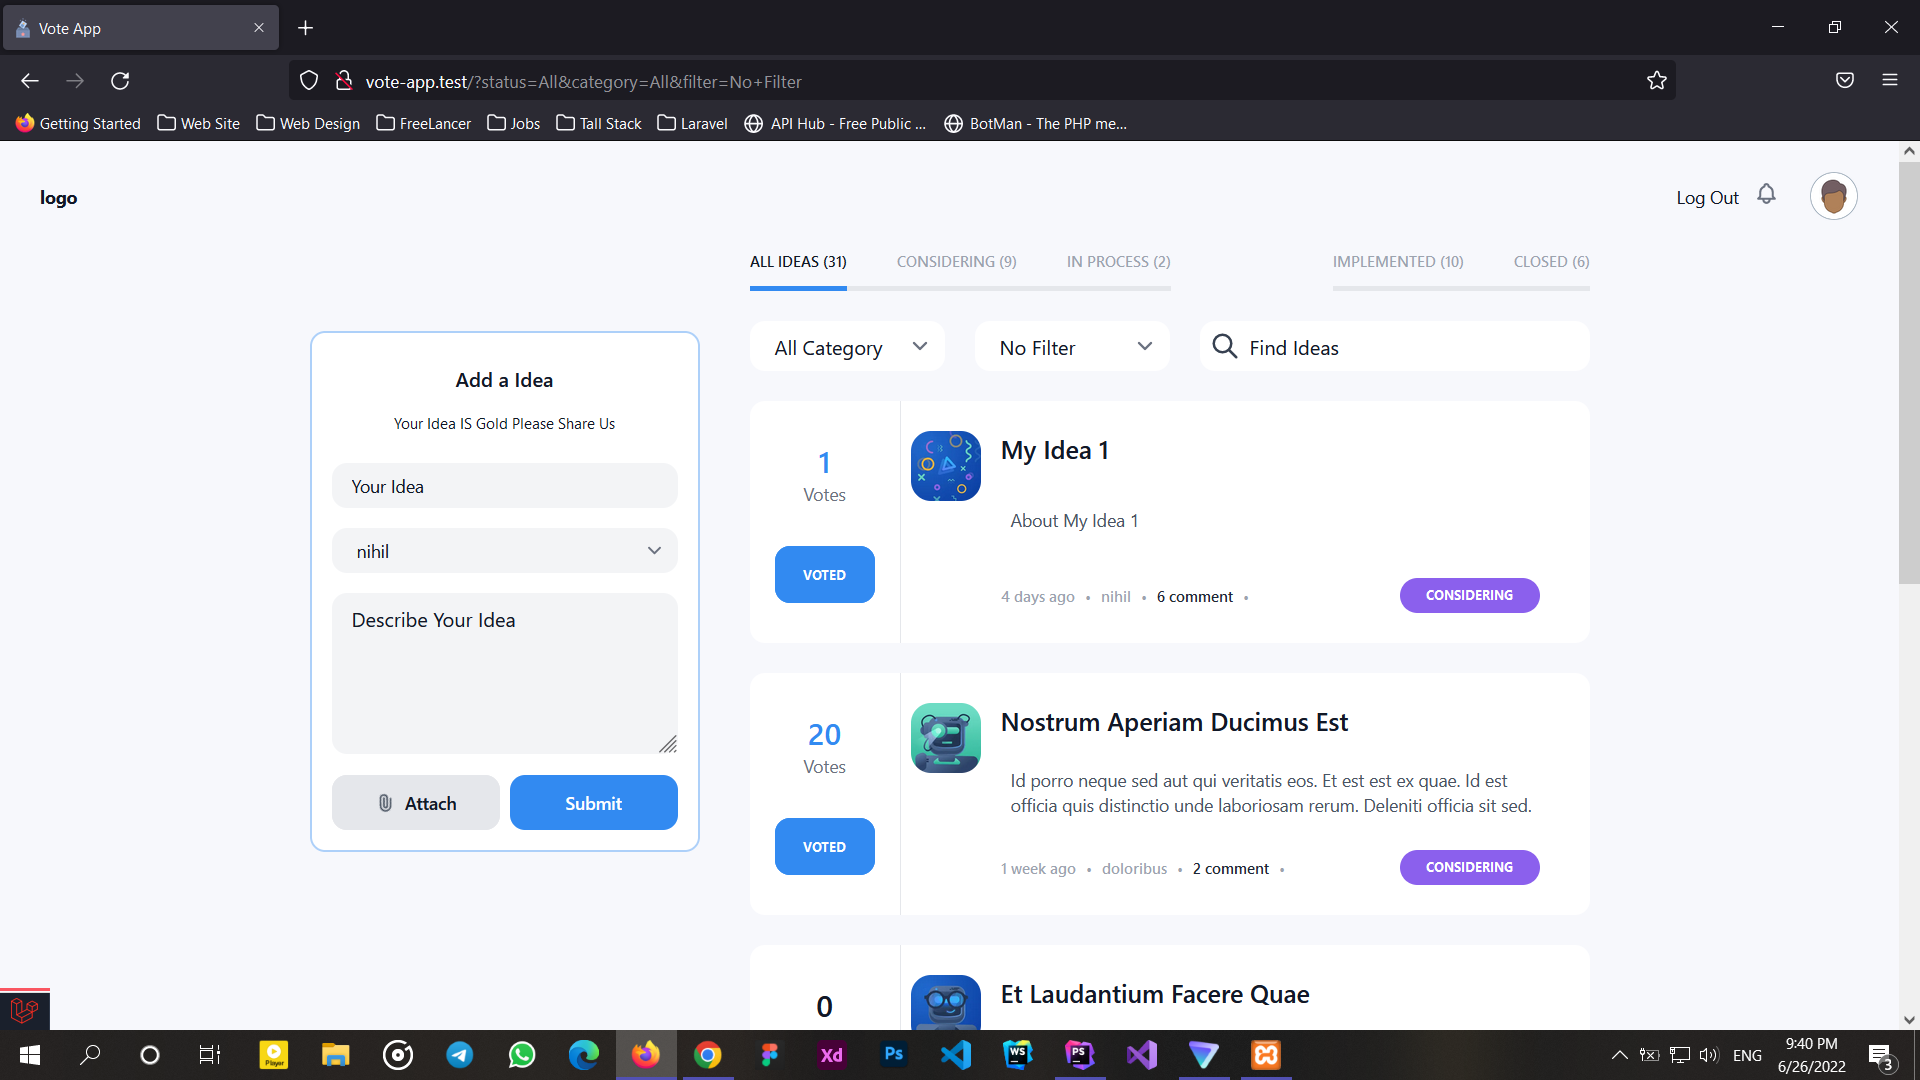 Vote App
vote-app.test/?status=All&category=All&filter=No+Filter
Getting Started Web Site Web Design FreeLancer Jobs Tall Stack Laravel API Hub - Free Public ... BotMan - The PHP me...
logo
Log Out
ALL IDEAS (31) CONSIDERING (9) IN PROCESS (2) IMPLEMENTED (10) CLOSED (6)
All Category No Filter Find Ideas
Add a Idea
Your Idea IS Gold Please Share Us
Your Idea
nihil
Describe Your Idea
Attach Submit
1
Votes
VOTED
My Idea 1
About My Idea 1
4 days ago • nihil • 6 comment •
CONSIDERING
20
Votes
VOTED
Nostrum Aperiam Ducimus Est
Id porro neque sed aut qui veritatis eos. Et est est ex quae. Id est
officia quis distinctio unde laboriosam rerum. Deleniti officia sit sed.
1 week ago • doloribus • 2 comment •
CONSIDERING
0
Et Laudantium Facere Quae
Player
Xd
Ps
WS
PS
ENG
9:40 PM
6/26/2022
3